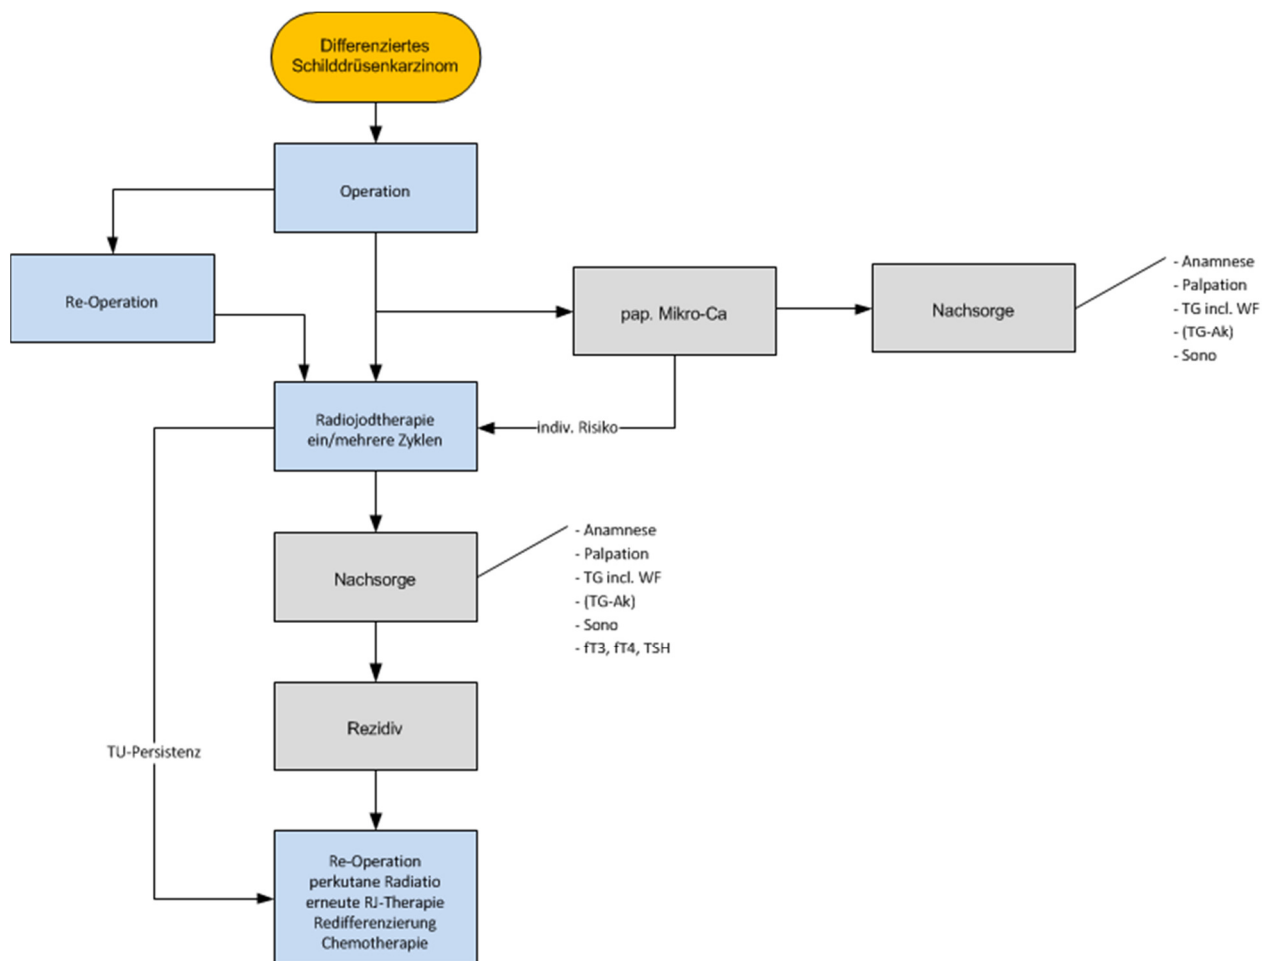 Differenziertes
Schilddrüsenkarzinom
Operation
Re-Operation
pap. Mikro-Ca
Nachsorge
- Anamnese
- Palpation
- TG incl. WF
- (TG-Ak)
- Sono
Radiojodtherapie
ein/mehrere Zyklen
indiv. Risiko
Nachsorge
- Anamnese
- Palpation
- TG incl. WF
- (TG-Ak)
- Sono
- fT3, fT4, TSH
Rezidiv
TU-Persistenz
Re-Operation
perkutane Radiatio
erneute RJ-Therapie
Redifferenzierung
Chemotherapie